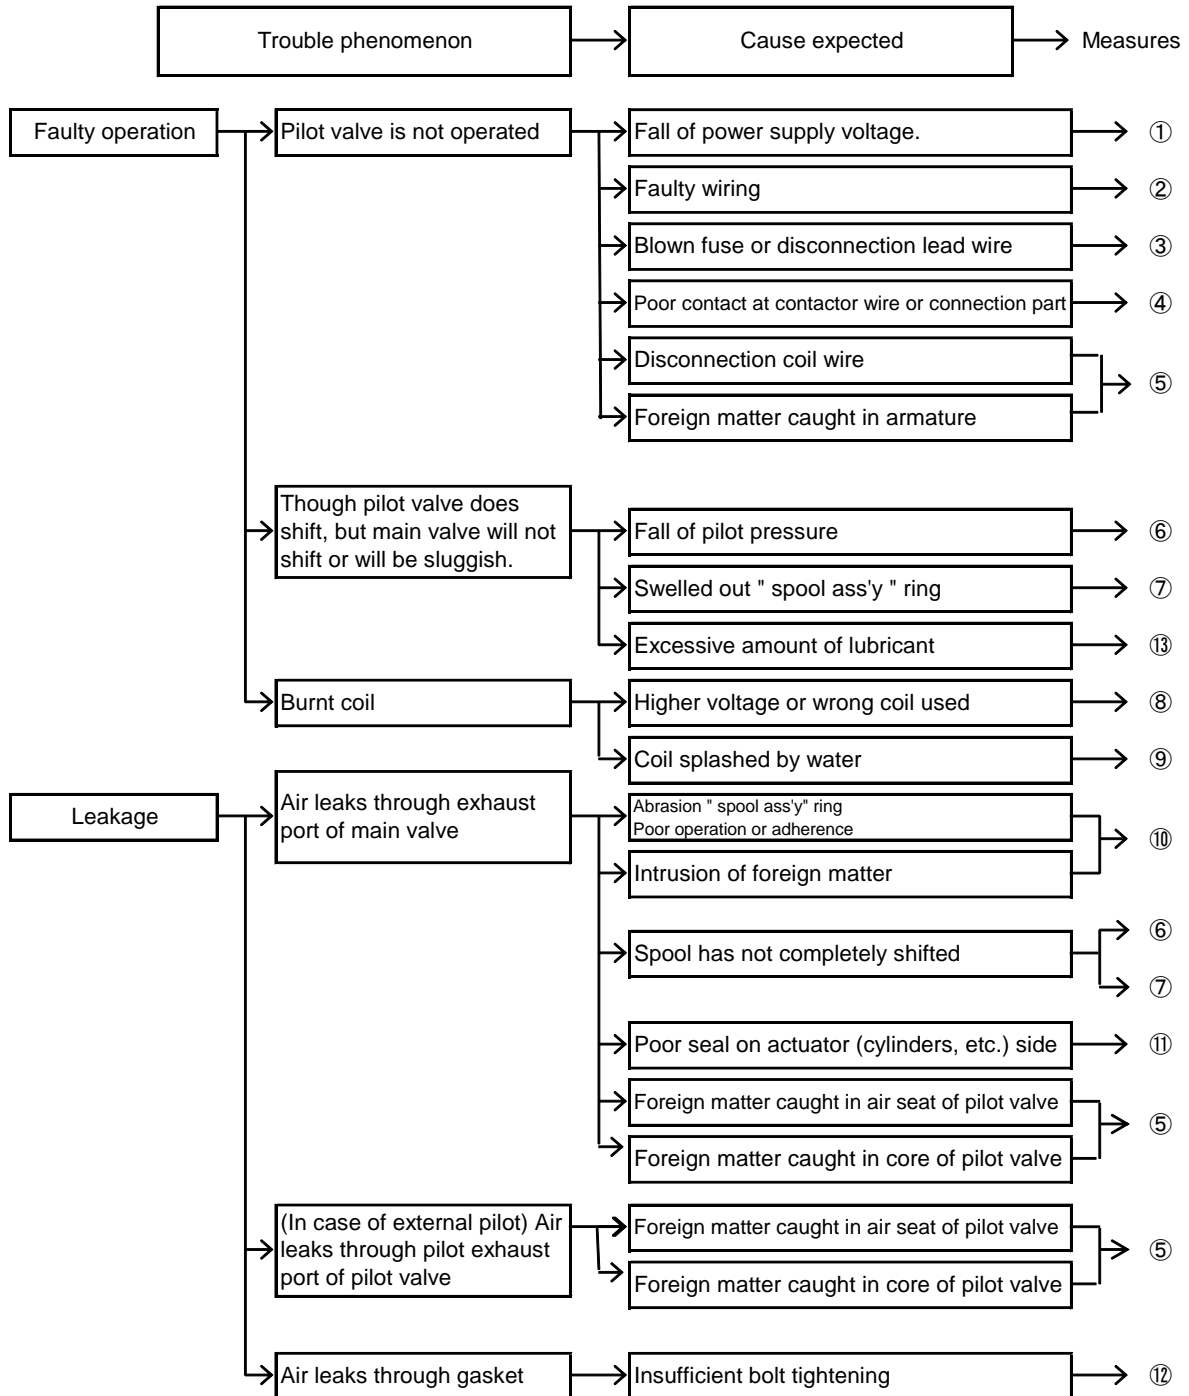 Trouble phenomenon
Cause expected
Measures
Faulty operation
Pilot valve is not operated
Fall of power supply voltage.
①
Faulty wiring
②
Blown fuse or disconnection lead wire
③
Poor contact at contactor wire or connection part
④
Disconnection coil wire
Foreign matter caught in armature
⑤
Though pilot valve does
shift, but main valve will not
shift or will be sluggish.
Fall of pilot pressure
⑥
Swelled out " spool ass'y " ring
⑦
Excessive amount of lubricant
⑬
Burnt coil
Higher voltage or wrong coil used
⑧
Coil splashed by water
⑨
Leakage
Air leaks through exhaust
port of main valve
Abrasion " spool ass'y" ring
Poor operation or adherence
Intrusion of foreign matter
⑩
Spool has not completely shifted
⑥
⑦
Poor seal on actuator (cylinders, etc.) side
⑪
Foreign matter caught in air seat of pilot valve
Foreign matter caught in core of pilot valve
⑤
(In case of external pilot) Air
leaks through pilot exhaust
port of pilot valve
Foreign matter caught in air seat of pilot valve
Foreign matter caught in core of pilot valve
⑤
Air leaks through gasket
Insufficient bolt tightening
⑫